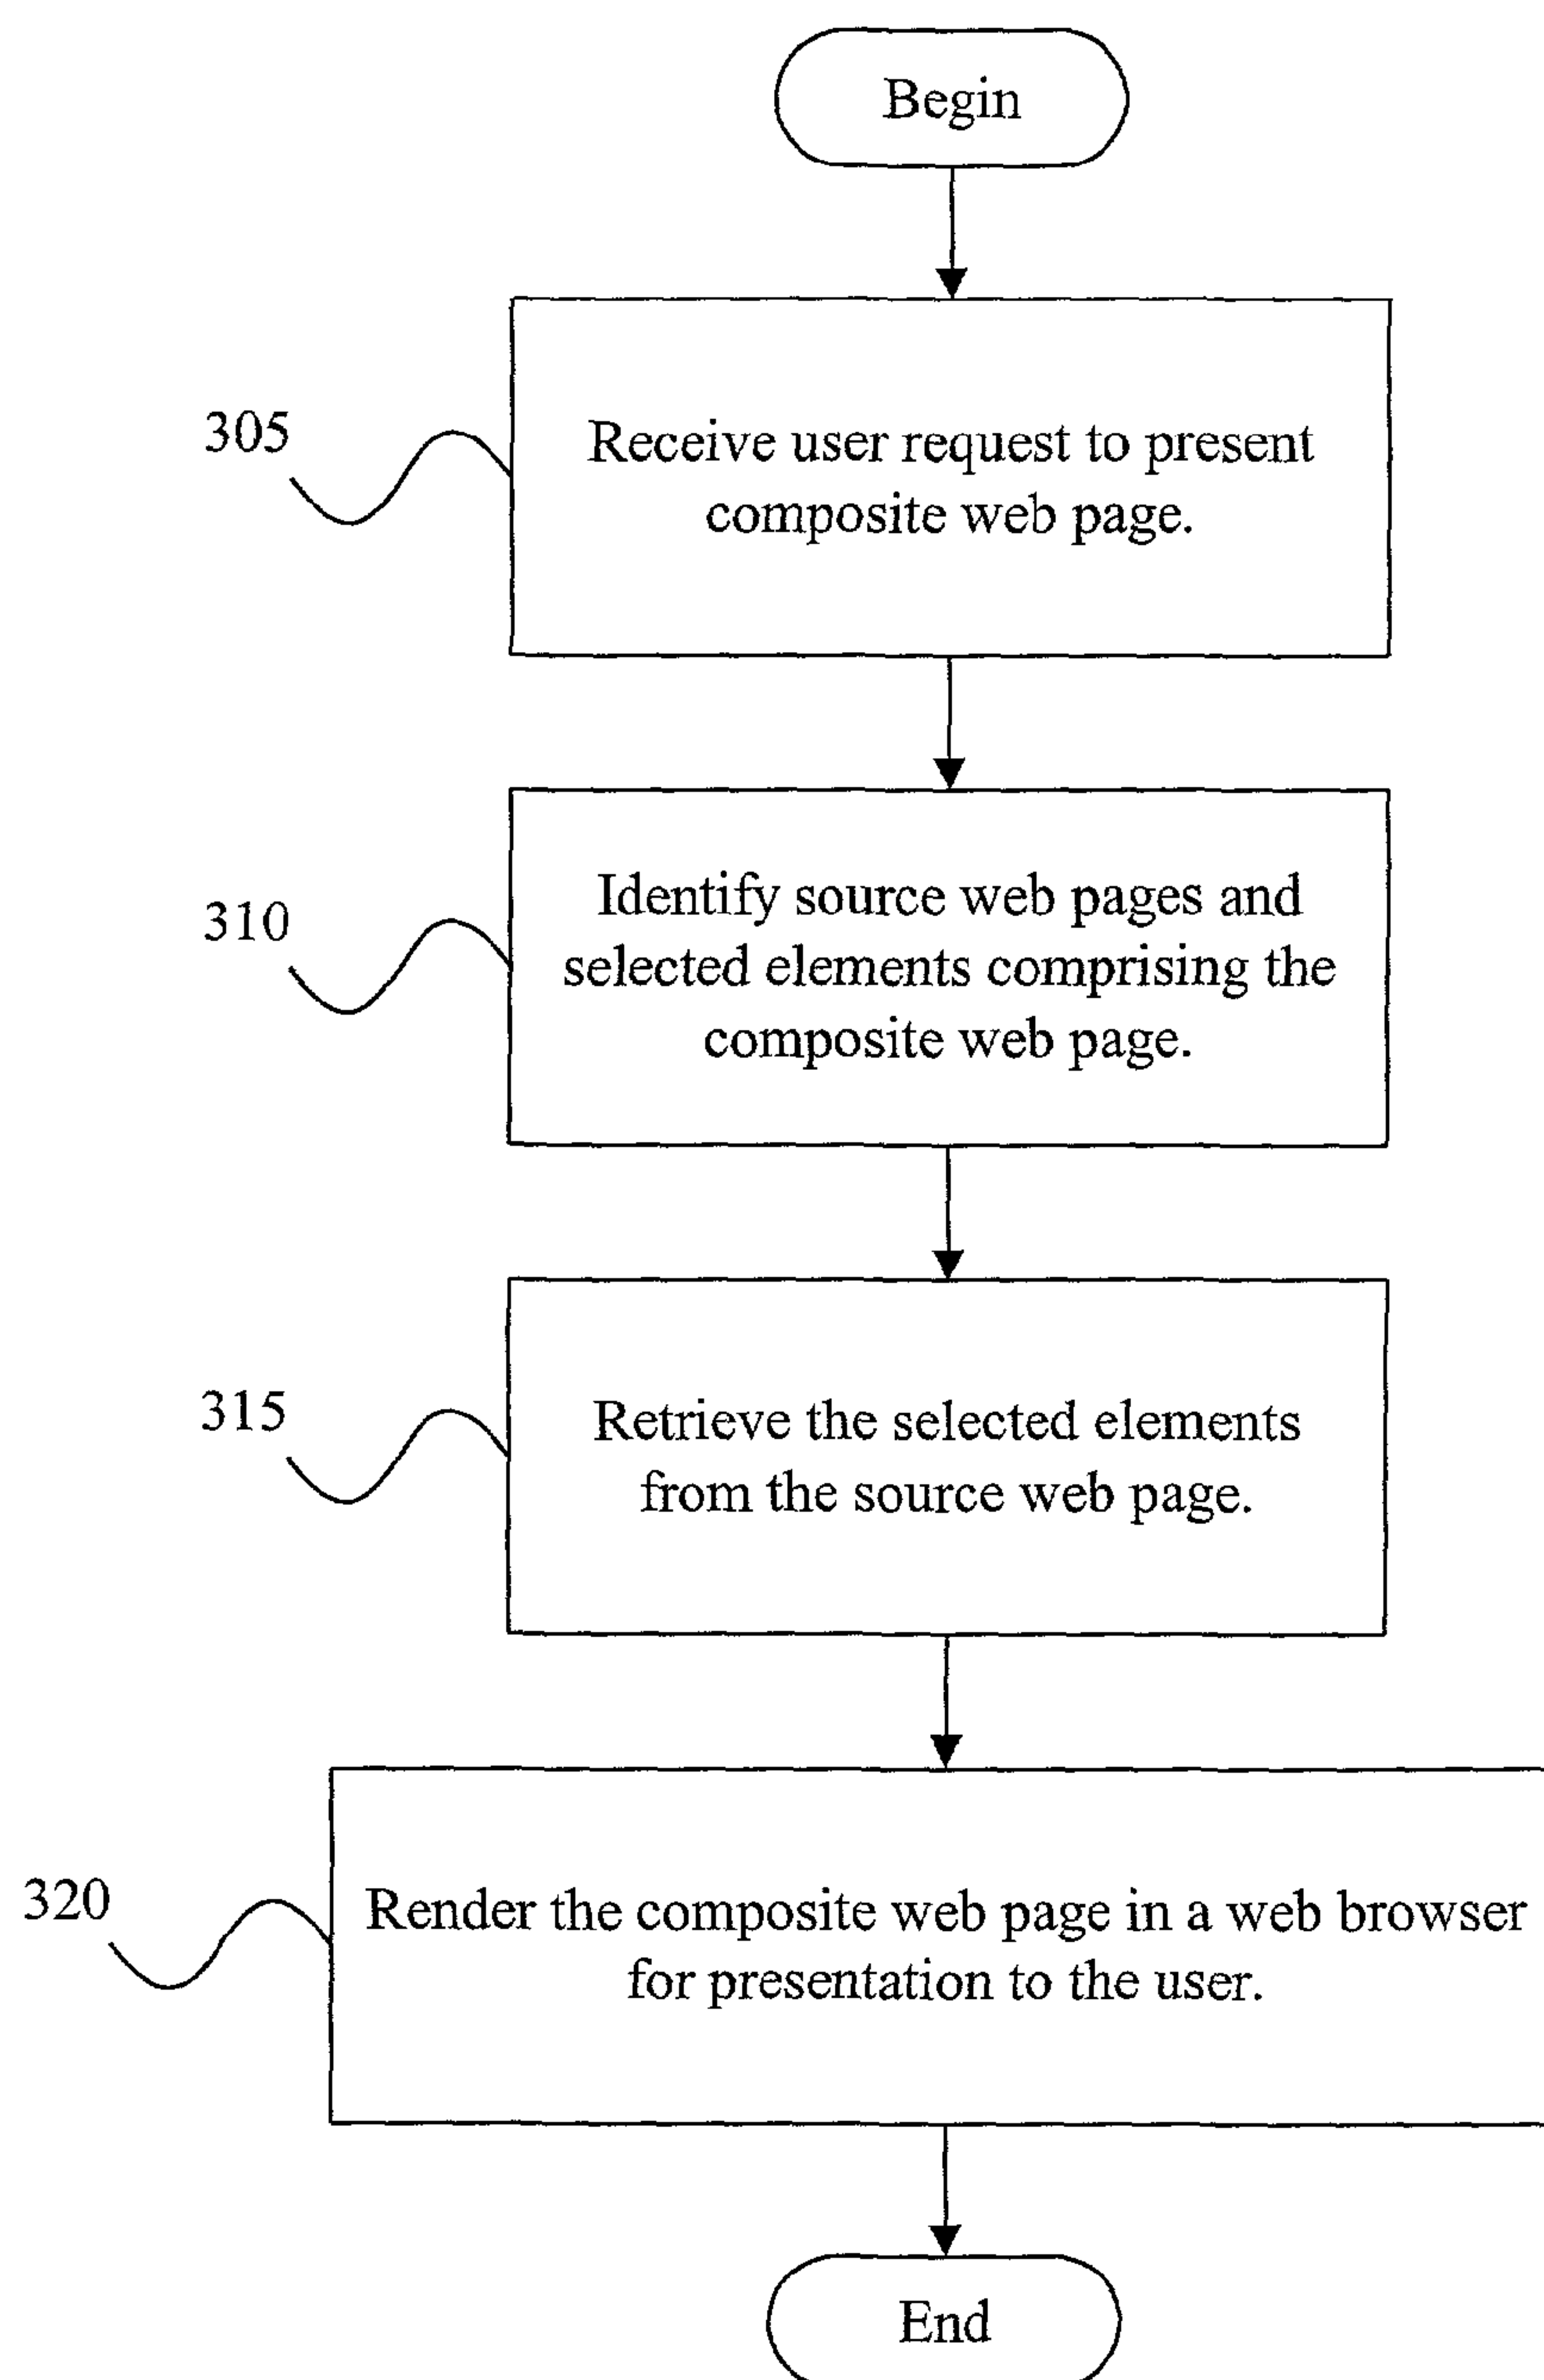 Begin
305
Receive user request to present
composite web page.
310
Identify source web pages and
selected elements comprising the
composite web page.
315
Retrieve the selected elements
from the source web page.
320
Render the composite web page in a web browser
for presentation to the user.
End